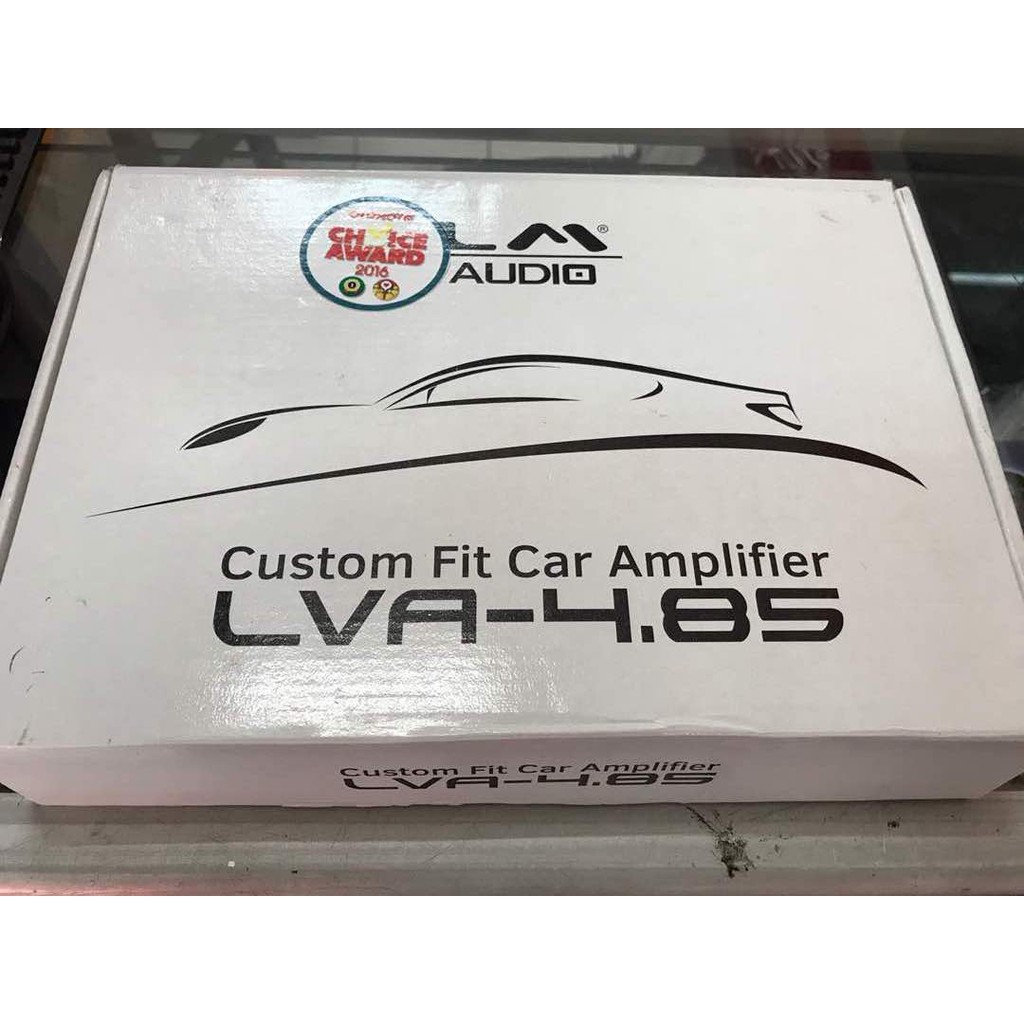 CHOICE
AWARD
2016
LM®
AUDIO
Custom Fit Car Amplifier
LVA-4.85
Custom Fit Car Amplifier
LVA-4.85